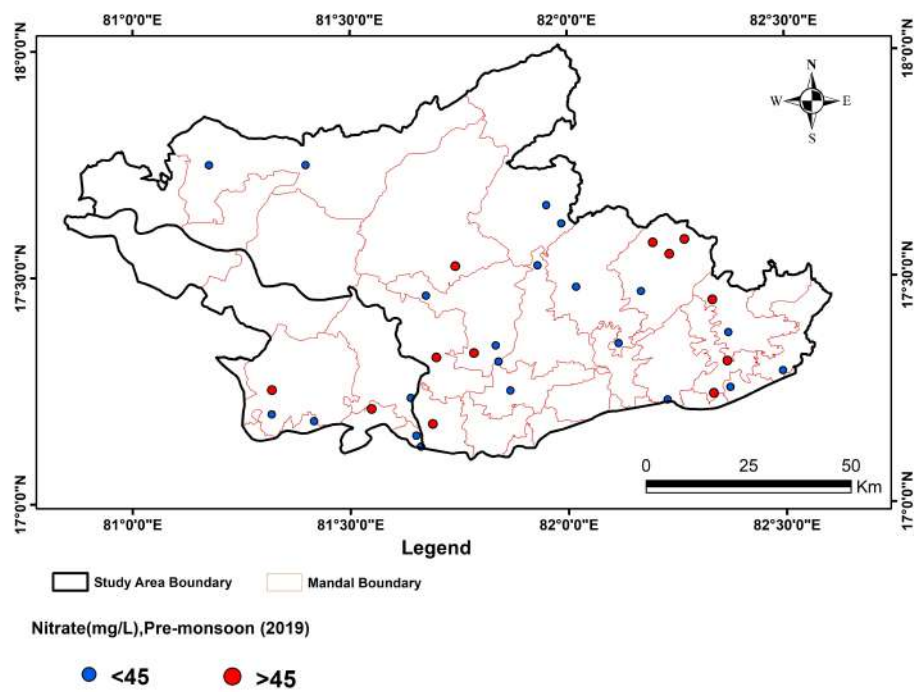 81°0'0"E 81°30'0"E 82°0'0"E 82°30'0"E
18°0'0"N 18°0'0"N
N
W E
S
17°30'0"N 17°30'0"N
0 25 50
Km
17°0'0"N 17°0'0"N
81°0'0"E 81°30'0"E 82°0'0"E 82°30'0"E
Legend
Study Area Boundary Mandal Boundary
Nitrate(mg/L),Pre-monsoon (2019)
<45 >45